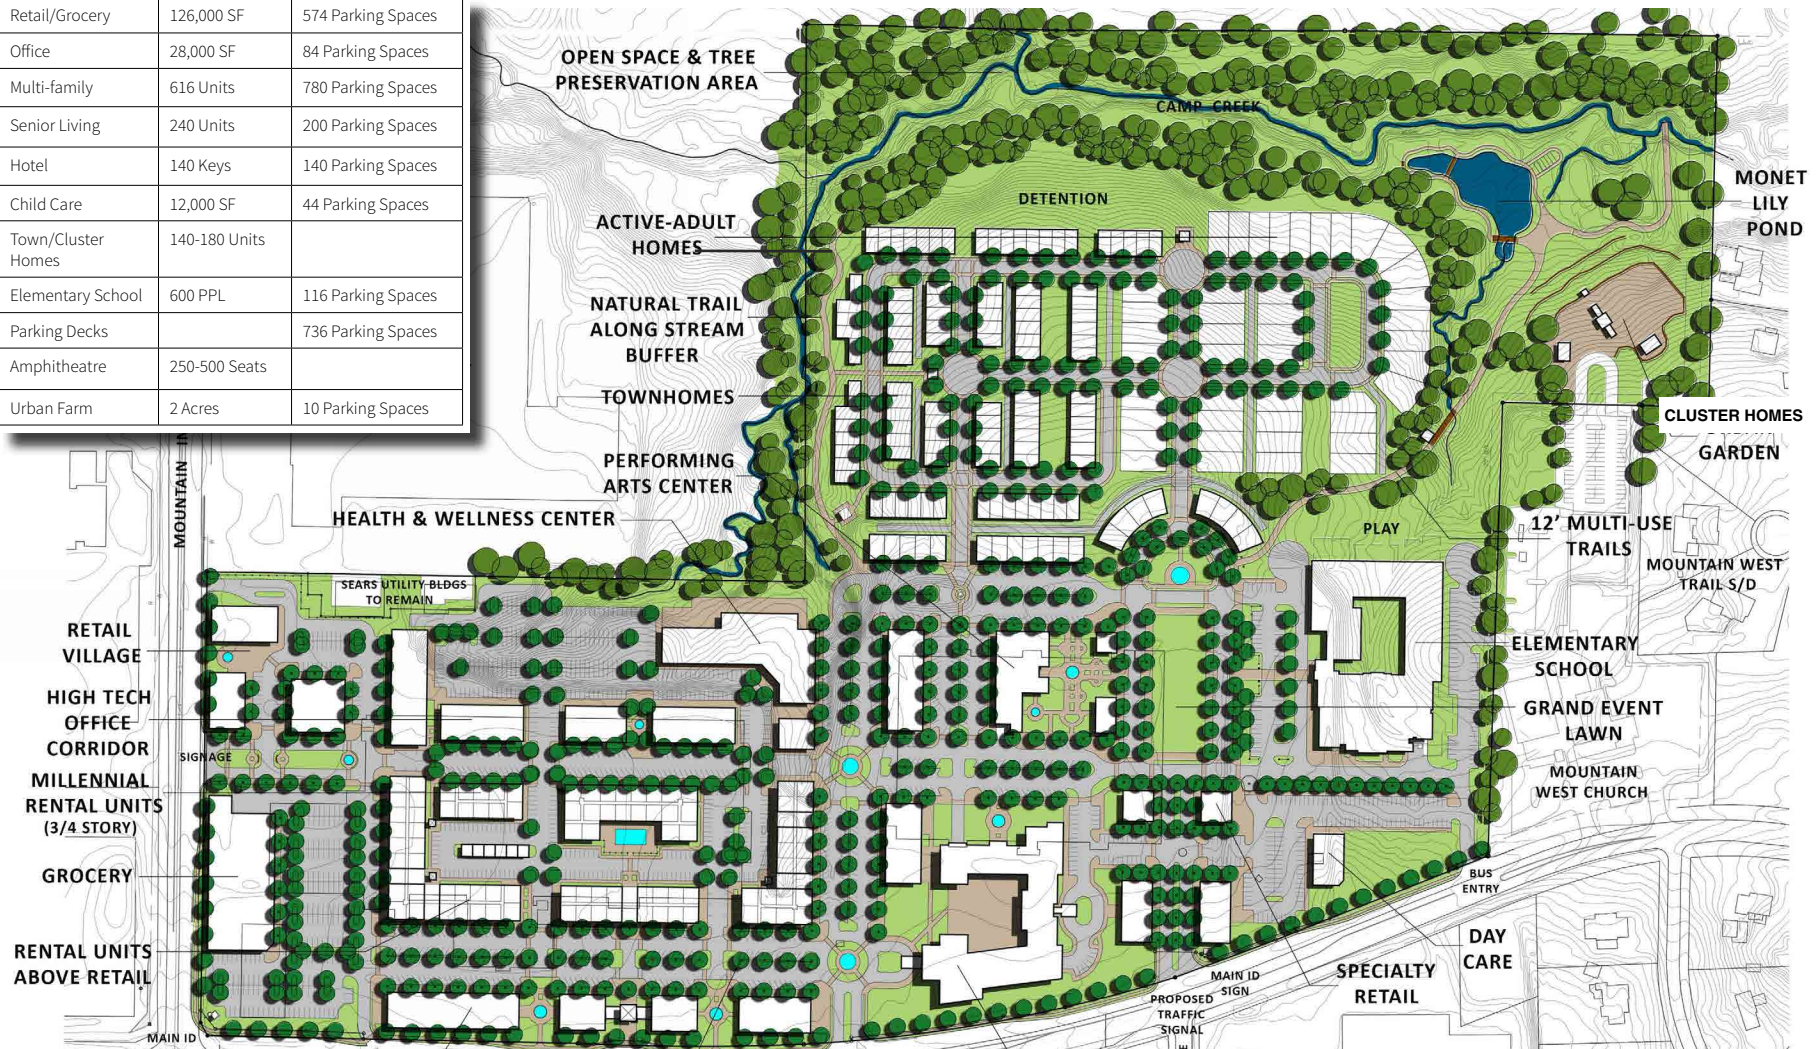 Retail/Grocery 126,000 SF 574 Parking Spaces
Office 28,000 SF 84 Parking Spaces
Multi-family 616 Units 780 Parking Spaces
Senior Living 240 Units 200 Parking Spaces
Hotel 140 Keys 140 Parking Spaces
Child Care 12,000 SF 44 Parking Spaces
Town/Cluster 140-180 Units
Homes
Elementary School 600 PPL 116 Parking Spaces
Parking Decks 736 Parking Spaces
Amphitheatre 250-500 Seats
Urban Farm 2 Acres 10 Parking Spaces
OPEN SPACE & TREE
PRESERVATION AREA
CAMP CREEK
MONET
LILY
POND
DETENTION
ACTIVE-ADULT
HOMES
NATURAL TRAIL
ALONG STREAM
BUFFER
TOWNHOMES
CLUSTER HOMES
GARDEN
PERFORMING
ARTS CENTER
MOUNTAIN
HEALTH & WELLNESS CENTER
PLAY
12' MULTI-USE
TRAILS
MOUNTAIN WEST
TRAIL S/D
SEARS UTILITY BLDGS
TO REMAIN
RETAIL
VILLAGE
ELEMENTARY
SCHOOL
HIGH TECH
OFFICE
CORRIDOR
GRAND EVENT
LAWN
SIGNAGE
MILLENNIAL
RENTAL UNITS
(3/4 STORY)
MOUNTAIN
WEST CHURCH
GROCERY
BUS
ENTRY
RENTAL UNITS
ABOVE RETAIL
DAY
CARE
SPECIALTY
RETAIL
MAIN ID
SIGN
PROPOSED
TRAFFIC
SIGNAL
MAIN ID